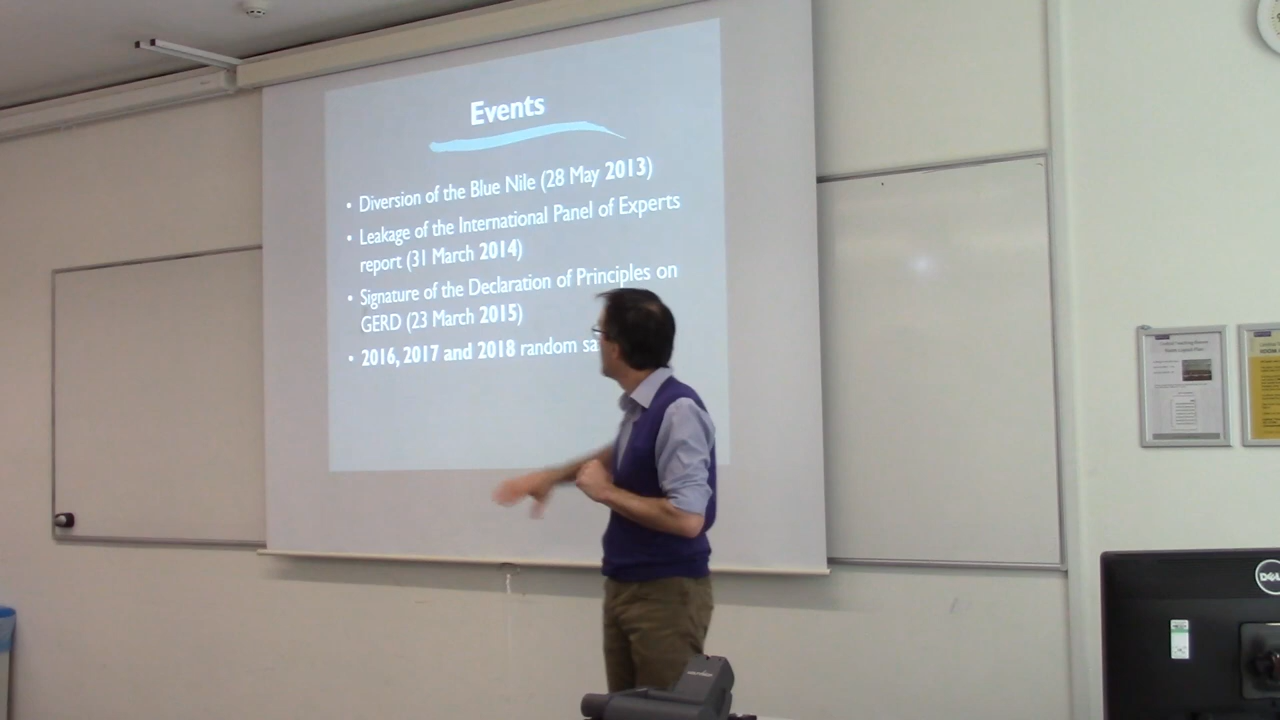 Events
• Diversion of the Blue Nile (28 May 2013)
• Leakage of the International Panel of Experts
report (31 March 2014)
• Signature of the Declaration of Principles on
GERD (23 March 2015)
• 2016, 2017 and 2018 random
DELL